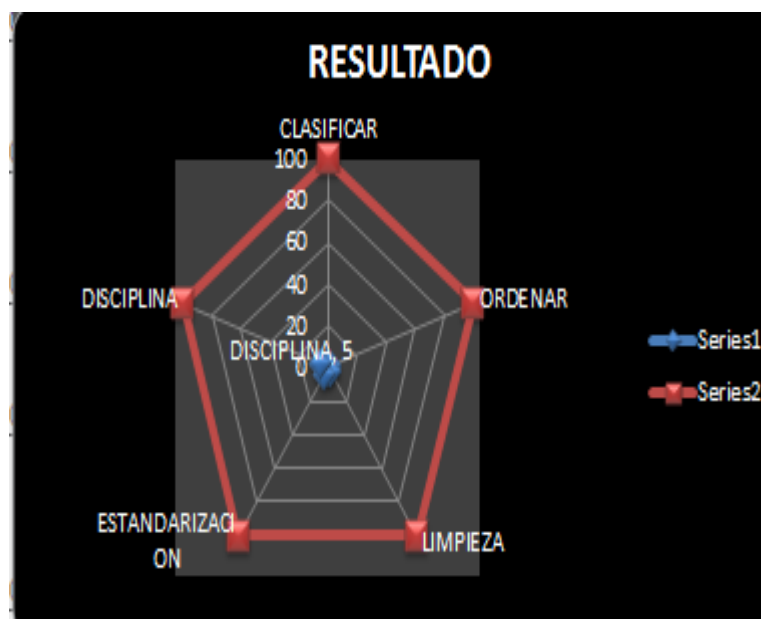 RESULTADO
CLASIFICAR
100
80
60
40
20
0
DISCIPLINA
ORDENAR
DISCIPLINA, 5
Series1
Series2
ESTANDARIZACI
ON
LIMPIEZA